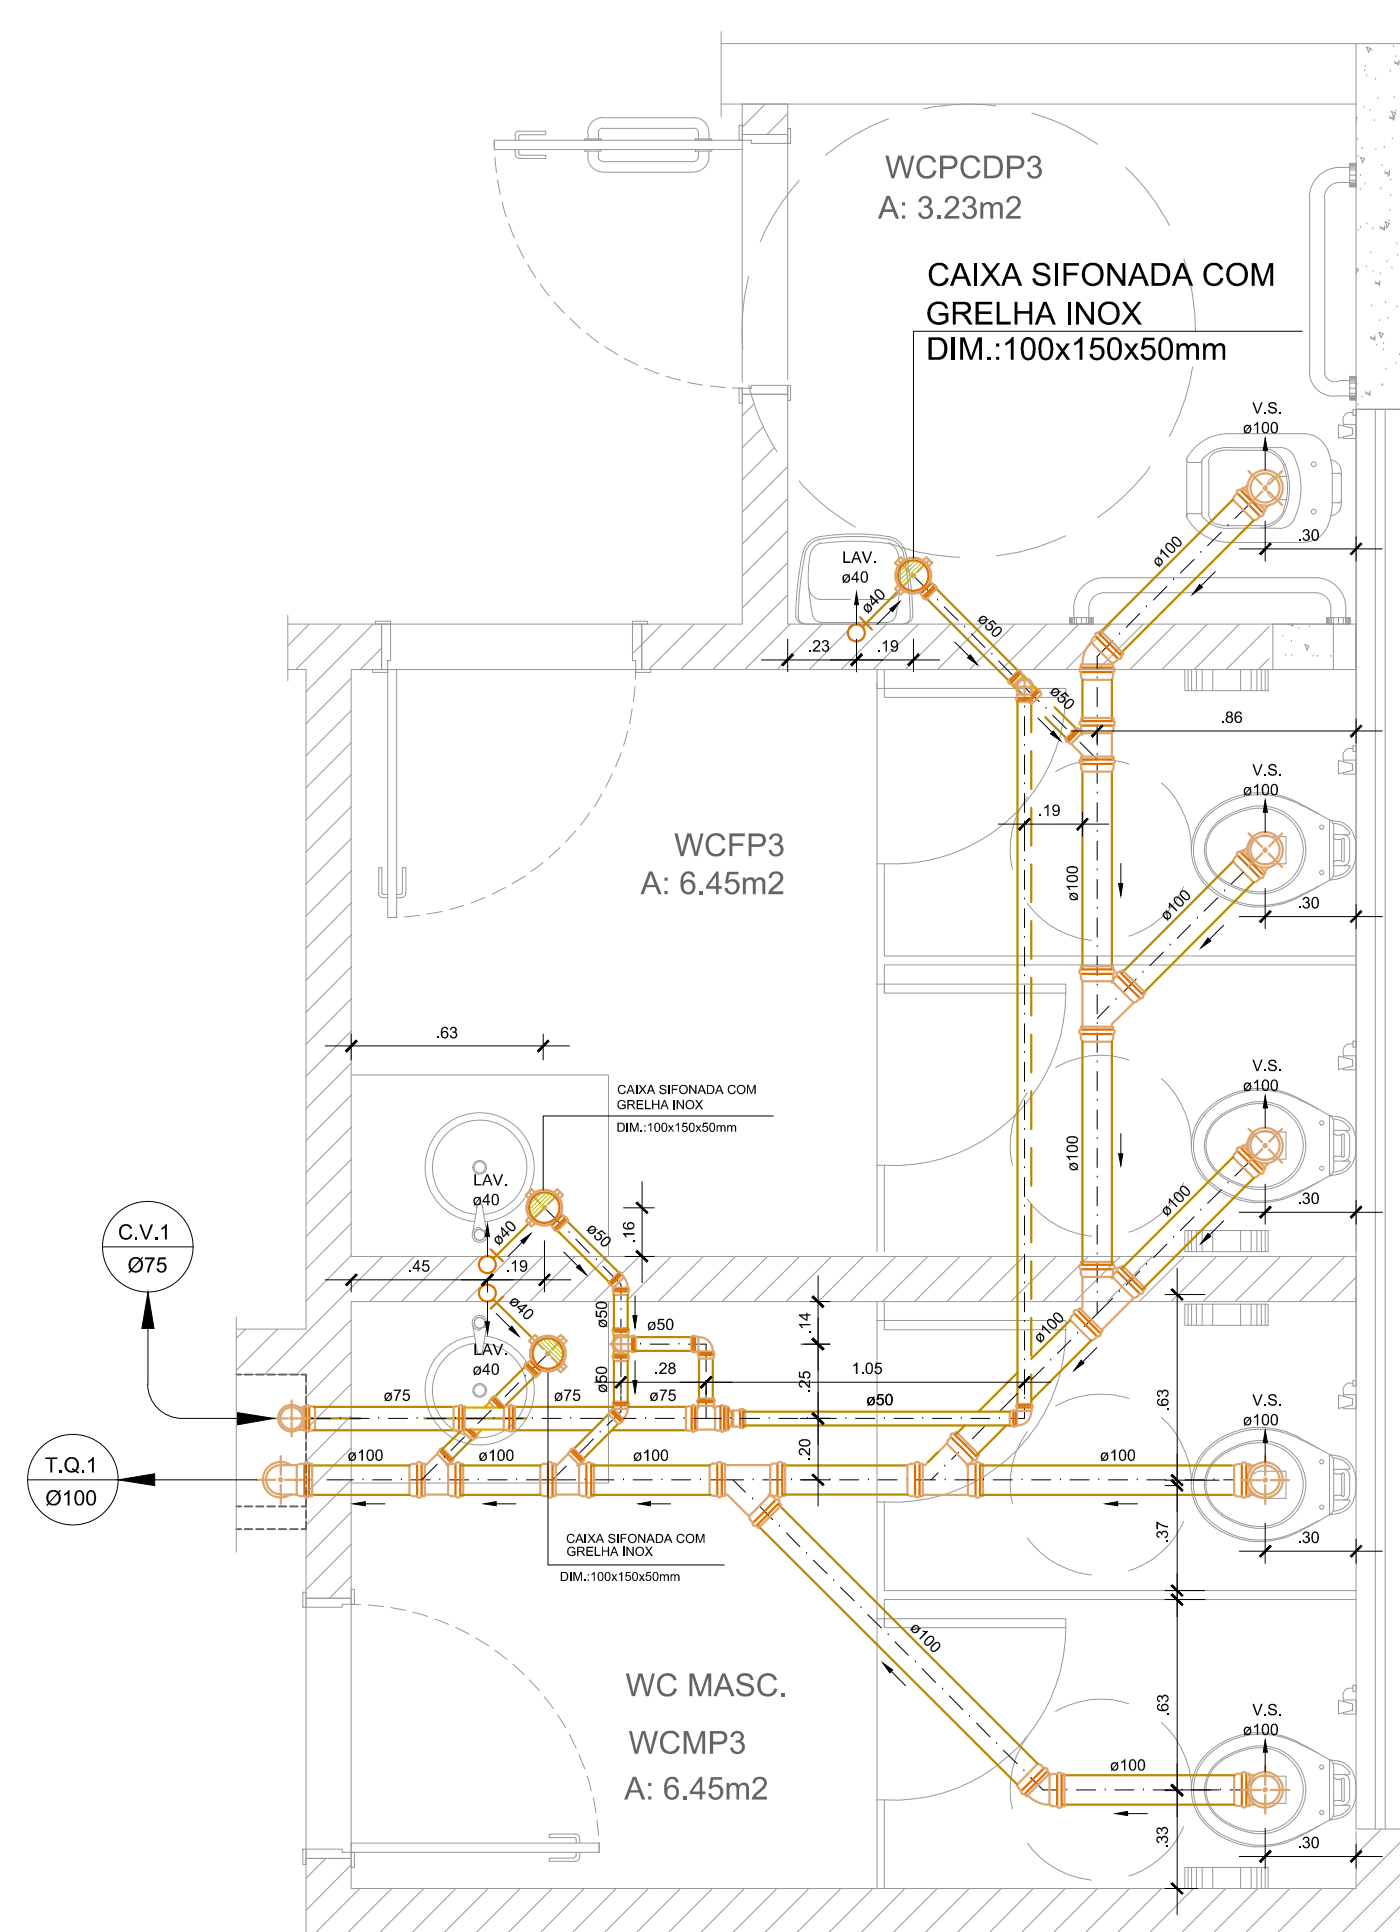 WCPCDP3
A: 3.23m2
CAIXA SIFONADA COM
GRELHA INOX
DIM.:100x150x50mm
V.S.
ø100
.30
ø100
LAV.
ø40
ø40
ø50
.23
.19
ø50
.86
V.S.
ø100
.19
WCFP3
A: 6.45m2
ø100
ø100
.30
.63
V.S.
ø100
CAIXA SIFONADA COM
GRELHA INOX
DIM.:100x150x50mm
ø100
ø100
.30
LAV.
ø40
ø40
ø50
.16
C.V.1
Ø75
.45
.19
ø40
ø50
ø50
.14
ø100
LAV.
ø40
ø50
.28
.25
1.05
.63
V.S.
ø100
ø75
ø75
ø75
ø50
.20
T.Q.1
Ø100
ø100
ø100
ø100
ø100
.37
.30
CAIXA SIFONADA COM
GRELHA INOX
DIM.:100x150x50mm
ø100
WC MASC.
WCMP3
A: 6.45m2
.63
V.S.
ø100
ø100
.33
.30